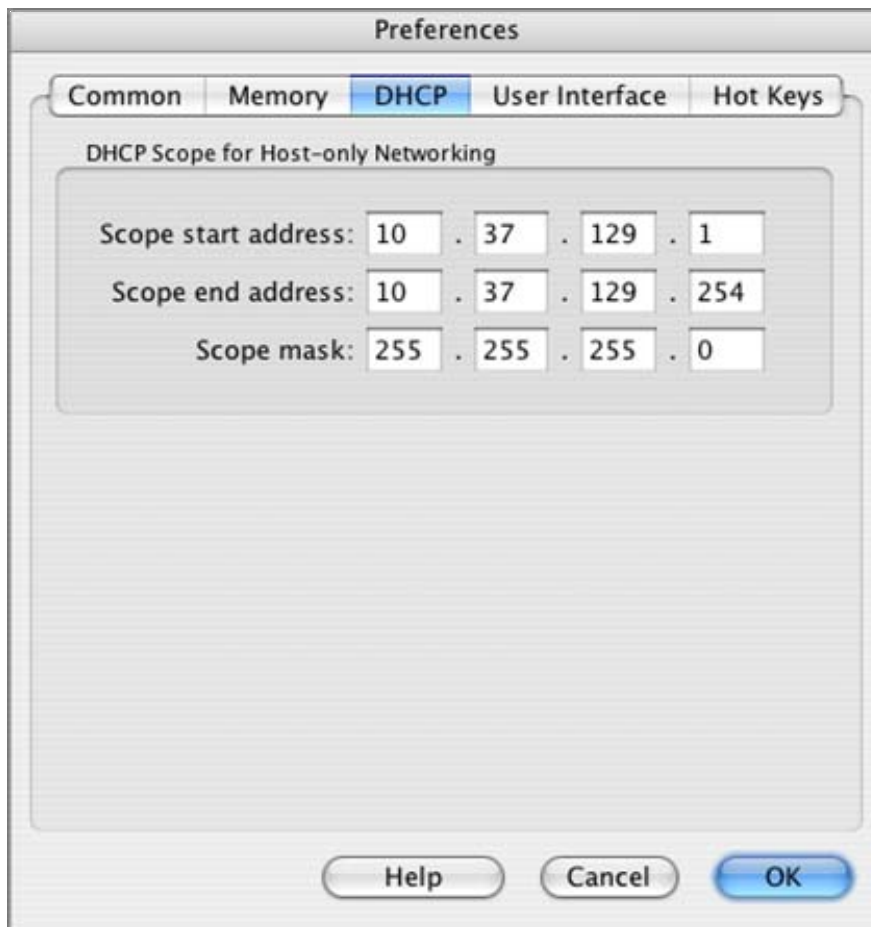 Preferences
Common Memory DHCP User Interface Hot Keys
DHCP Scope for Host-only Networking
Scope start address: 10 . 37 . 129 . 1
Scope end address: 10 . 37 . 129 . 254
Scope mask: 255 . 255 . 255 . 0
Help Cancel OK